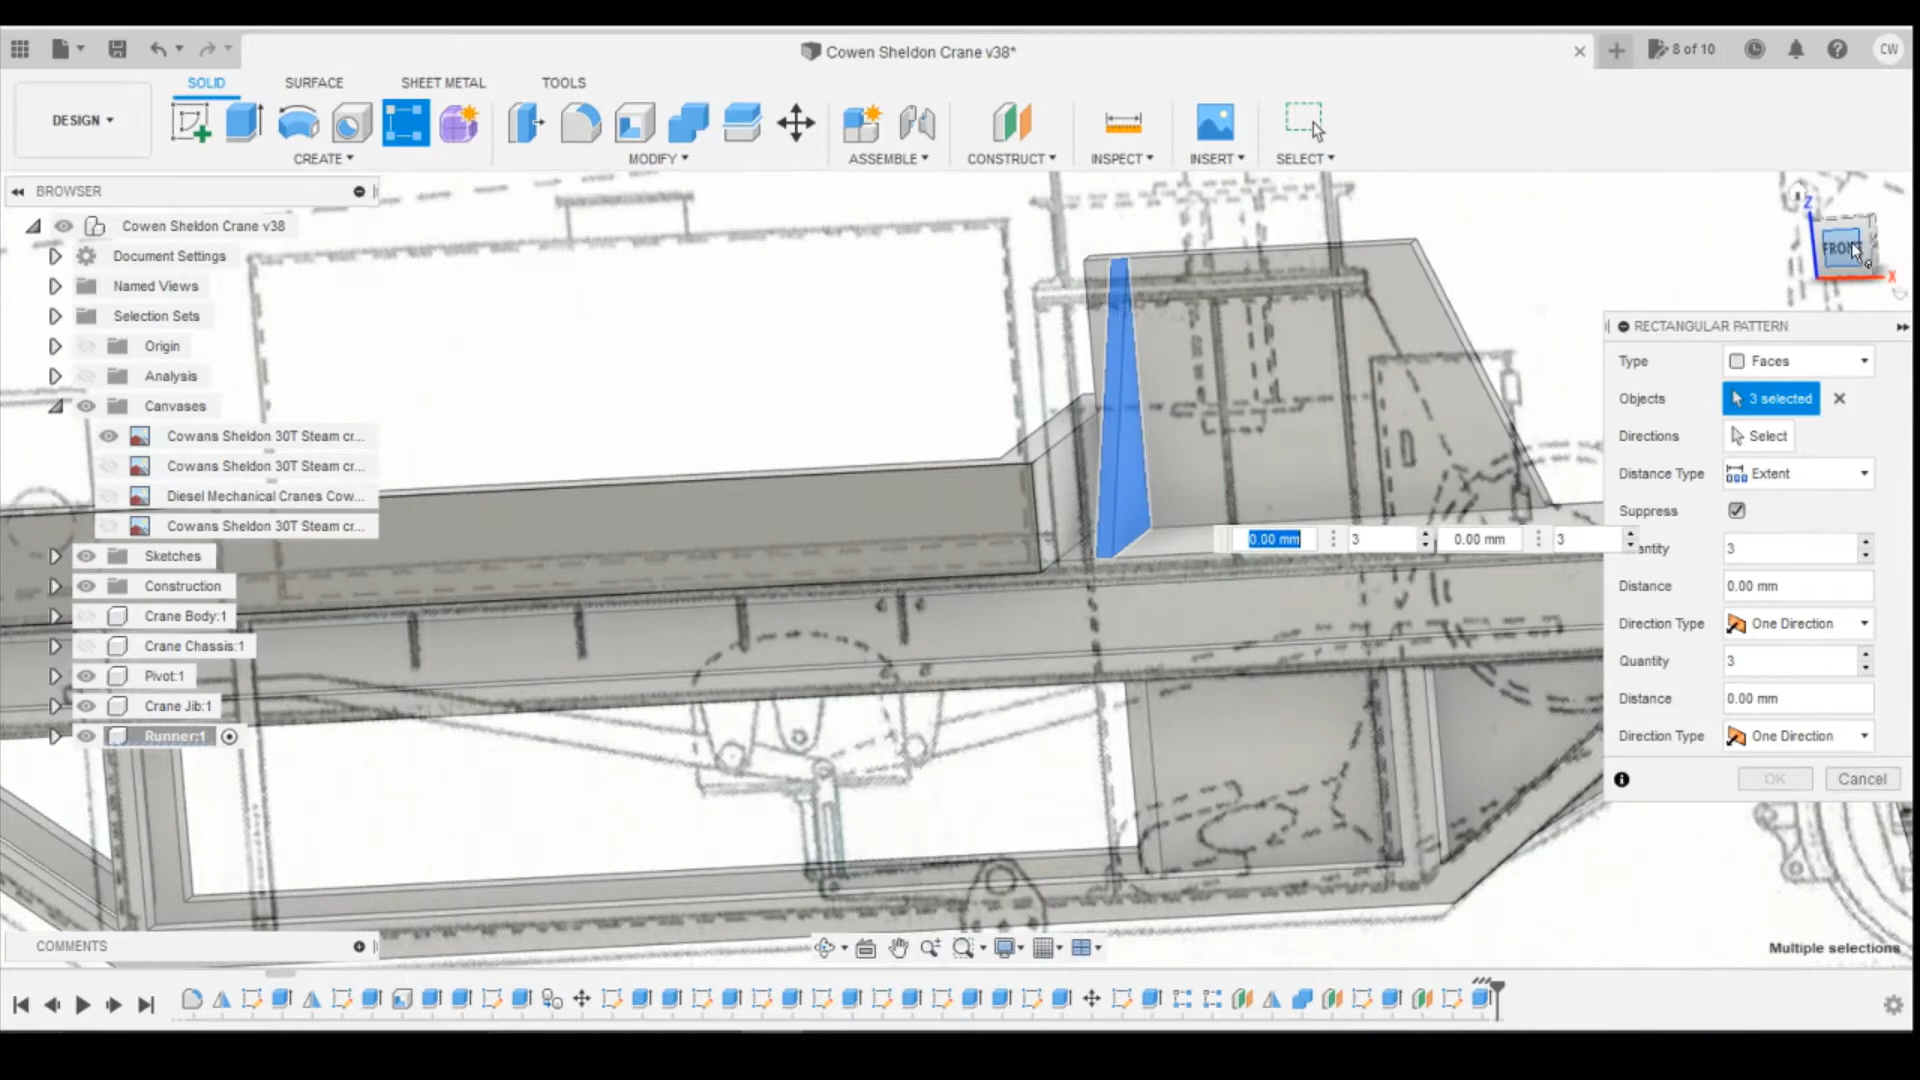 Cowen Sheldon Crane v38*
8 of 10
CW
DESIGN
SOLID
SURFACE
SHEET METAL
TOOLS
CREATE
MODIFY
ASSEMBLE
CONSTRUCT
INSPECT
INSERT
SELECT
BROWSER
Cowen Sheldon Crane v38
Document Settings
Named Views
Selection Sets
Origin
Analysis
Canvases
Cowans Sheldon 30T Steam cr...
Cowans Sheldon 30T Steam cr...
Diesel Mechanical Cranes Cow...
Cowans Sheldon 30T Steam cr...
Sketches
Construction
Crane Body:1
Crane Chassis:1
Pivot:1
Crane Jib:1
Runner:1
Z
FRONT
X
RECTANGULAR PATTERN
Type
Faces
Objects
3 selected
Directions
Select
Distance Type
Extent
Suppress
antity
3
Distance
0.00 mm
Direction Type
One Direction
Quantity
3
Distance
0.00 mm
Direction Type
One Direction
OK
Cancel
0.00 mm
3
0.00 mm
3
COMMENTS
Multiple selections